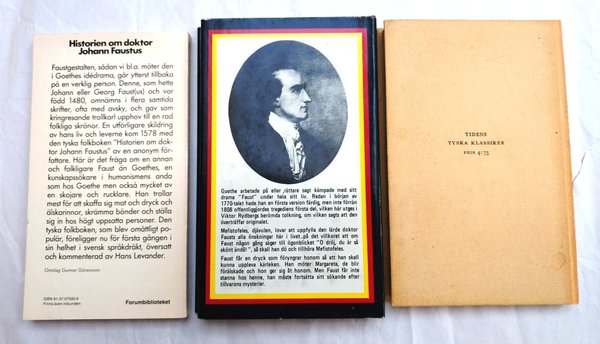 Historien om doktor
Johann Faustus
Faustgestalten, sådan vi bl.a. möter den
i Goethes idédrama, går ytterst tillbaka
på en verklig person. Denne, som hette
Johann eller Georg Faust(us) och var
född 1480, omnämns i flera samtida
skrifter, ofta med avsky, och gav som
kringresande trollkarl upphov till en rad
folkliga skrönor. En utförligare skildring
av hans liv och leverne kom 1578 med
den tyska folkboken "Historien om dok-
tor Johann Faustus" av en anonym för-
fattare. Här är det fråga om en annan
och folkligare Faust än Goethes, en
kunskapssökare i humanismens anda
som hos Goethe men också mycket av
en skojare och rucklare. Han trollar
mest för att skaffa sig mat och dryck och
älskarinnor, skrämma bönder och ställa
sig in hos högt uppsatta personer. Den
tyska folkboken, som blev omåttligt po-
pulär, föreligger nu för första gången i
sin helhet i svensk språkdräkt, översatt
och kommenterad av Hans Levander.
Omslag Gunnar Göransson
ISBN 91-37-07592-6
Finns även inbunden
Forumbiblioteket
Goethe arbetade på eller rättare sagt kämpade med sitt
drama "Faust" under hela sitt liv. Redan i början av
1770-talet hade han en första version färdig, men inte förrän
1808 offentliggjordes tragediens första del, vilken här utges i
Viktor Rydbergs berömda tolkning, om vilken sagts att den
överträffar originalet.
Mefistofeles, djävulen, lovar att uppfylla den lärde doktor
Fausts alla önskningar här i livet på det villkoret att om
Faust någon gång säger till ögonblicket "O dröj, du är så
skönt ändå!", så skall han dö och tillhöra Mefistofeles.
Faust får en dryck som föryngrar honom så att han skall
kunna uppleva kärleken. Han möter Margareta, de blir
förälskade och hon ger sig åt honom. Men Faust får inte
stanna hos henne, han måste fortsätta sitt sökande efter
tillvarons mysterier.
TIDENS
TYSKA KLASSIKER
PRIS 4:75